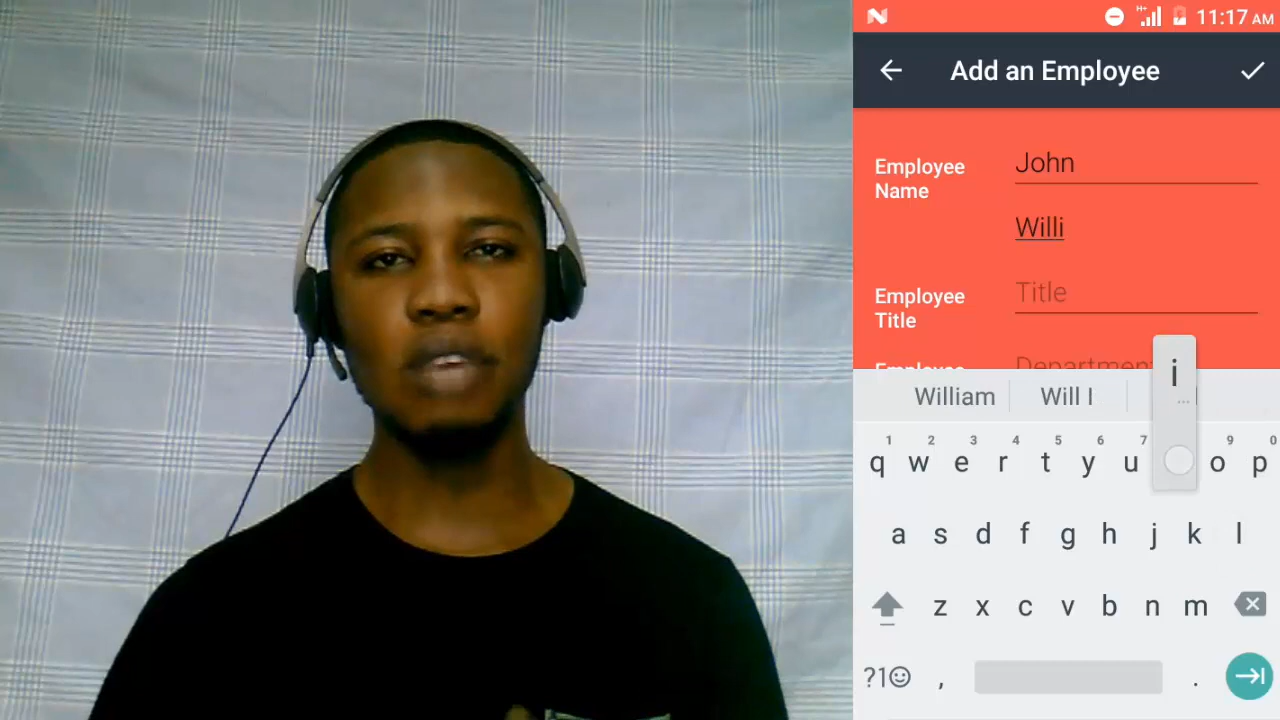 11:17 AM
Add an Employee
Employee Name
John
Willi
Employee Title
Title
Department
William
Will I
i
...
1 2 3 4 5 6 7 9 0
q w e r t y u o p
a s d f g h j k l
z x c v b n m
?1☺ , .